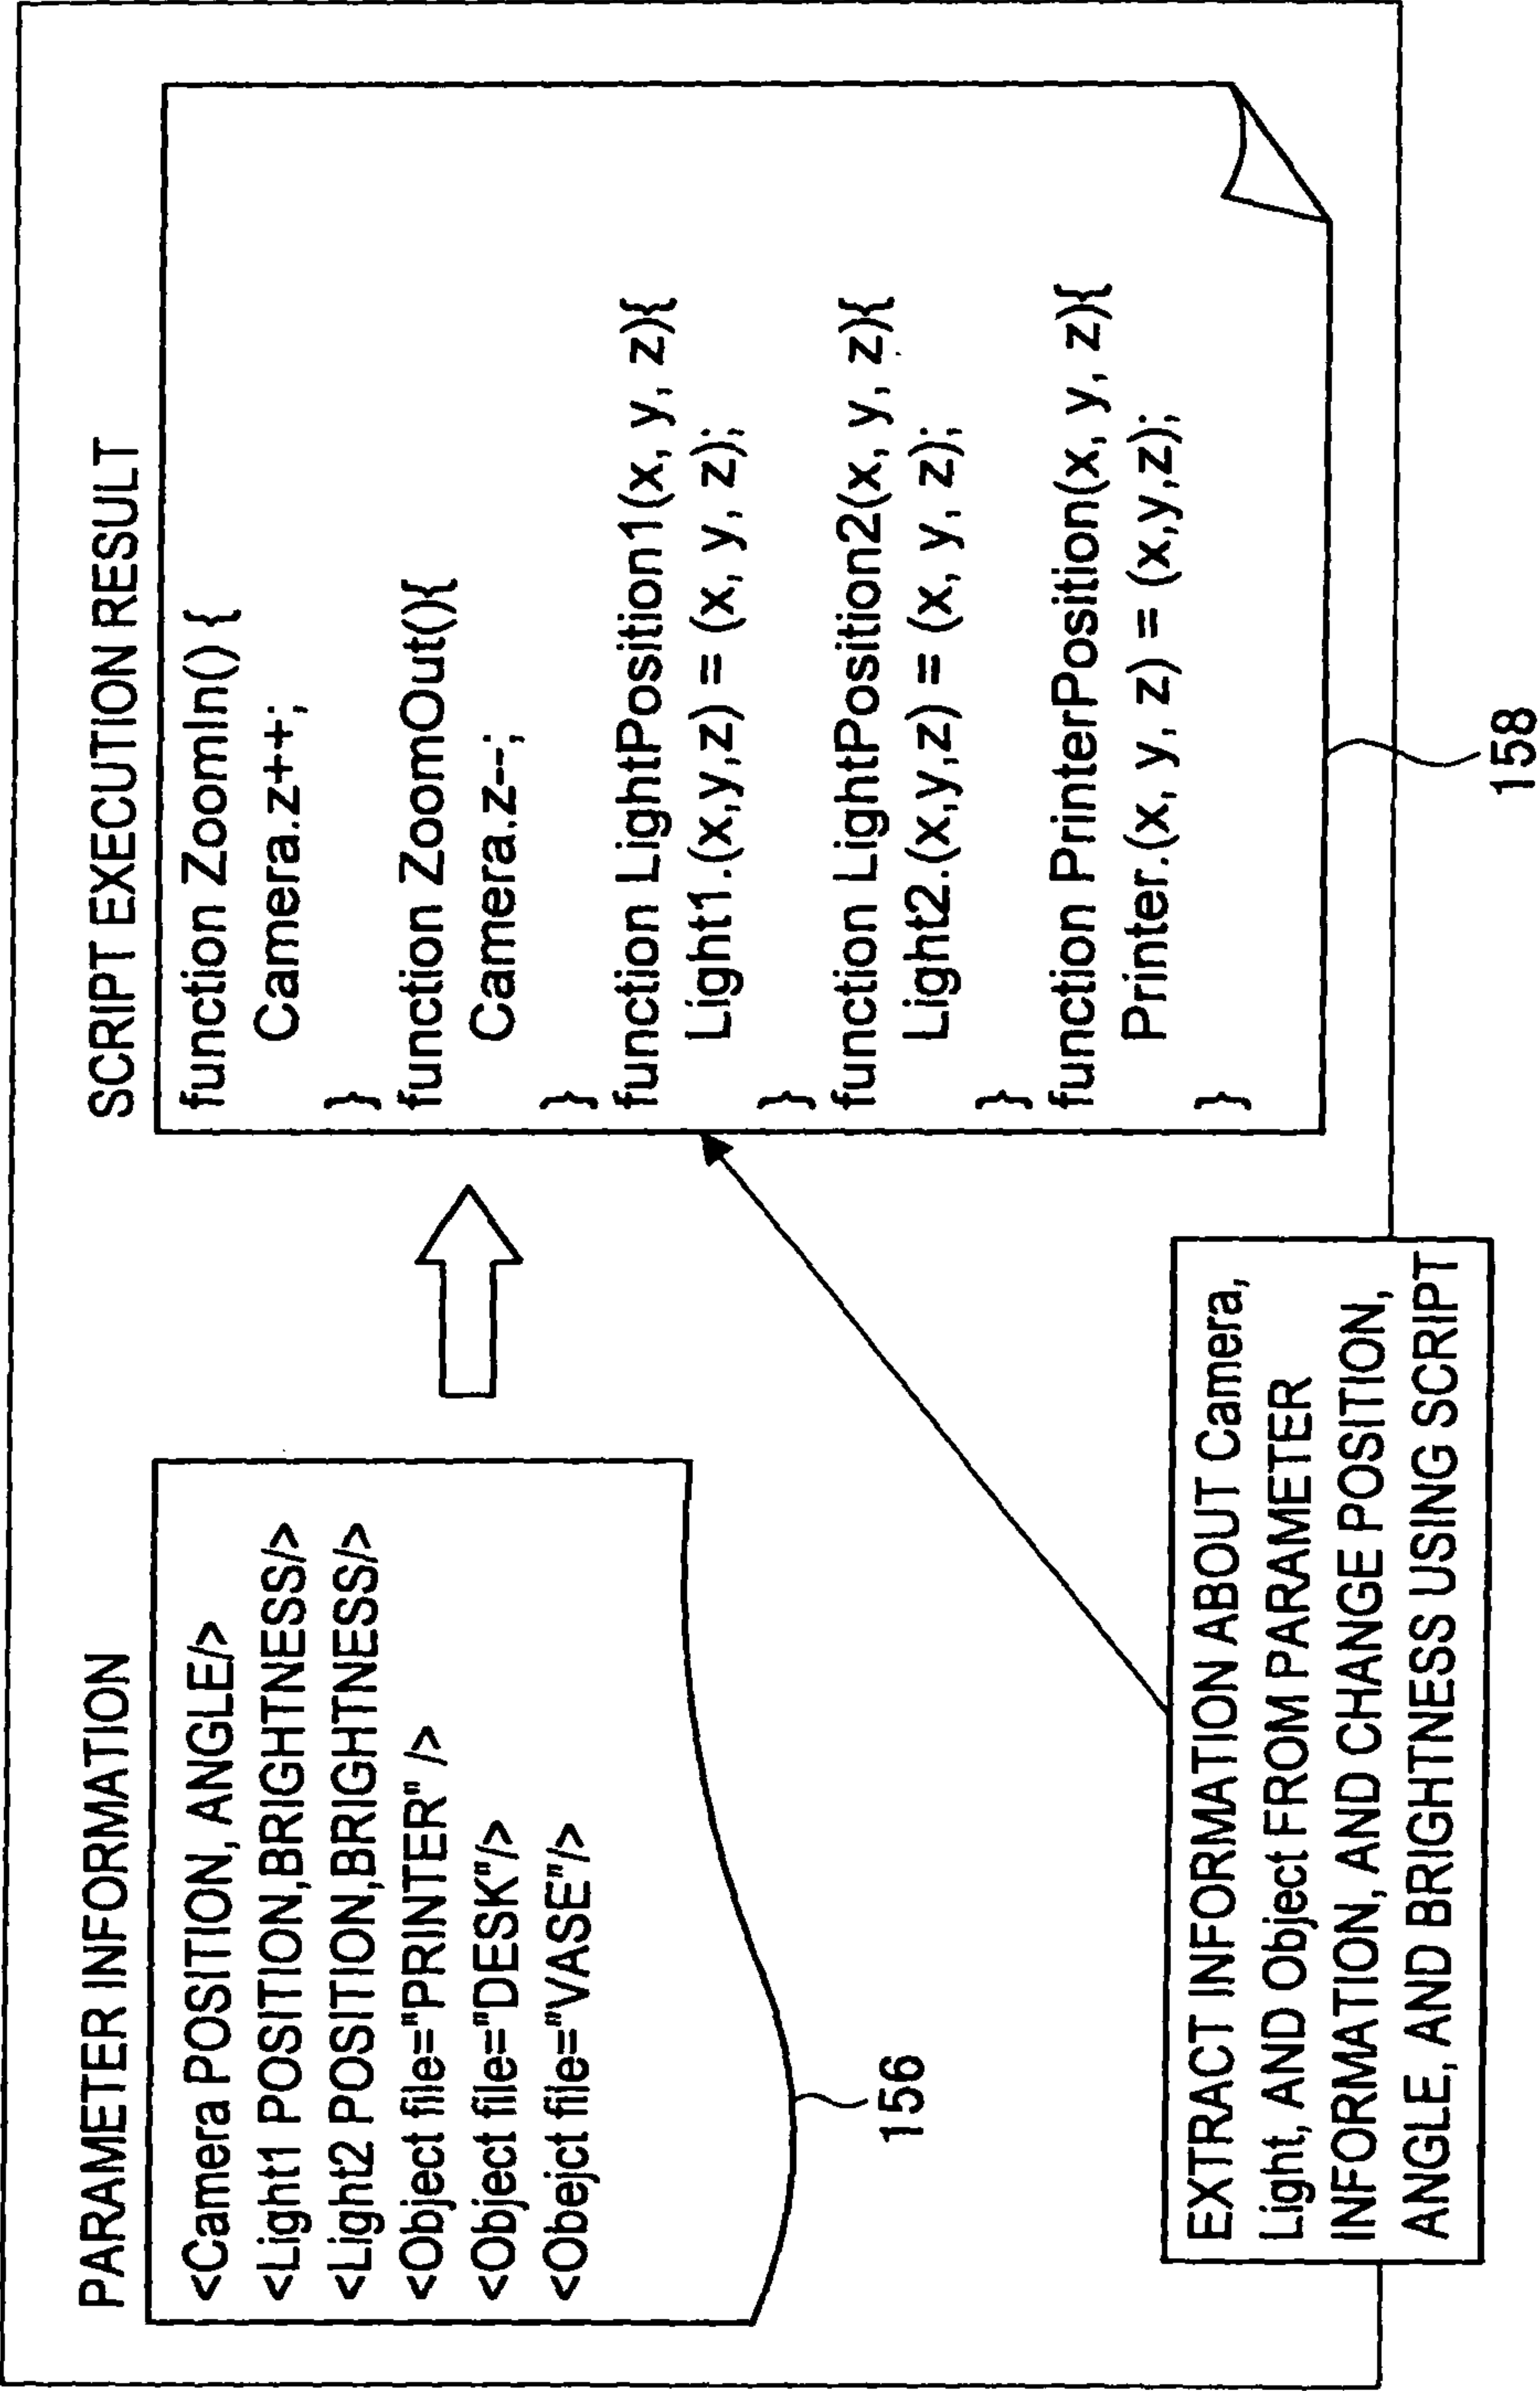 PARAMETER INFORMATION
<Camera POSITION, ANGLE/>
<Light1 POSITION,BRIGHTNESS/>
<Light2 POSITION,BRIGHTNESS/>
<Object file="PRINTER" />
<Object file="DESK"/>
<Obejct file="VASE"/>
156
SCRIPT EXECUTION RESULT
function ZoomIn() {
Camera.z++;
}
function ZoomOut(){
Camera.z--;
}
function LightPosition1(x, y, z){
Light1.(x,y,z) = (x, y, z);
}
function LightPosition2(x, y, z){
Light2.(x,y,z) = (x, y, z);
}
function PrinterPosition(x, y, z){
Printer.(x, y, z) = (x,y,z);
}
158
EXTRACT INFORMATION ABOUT Camera,
Light, AND Object FROM PARAMETER
INFORMATION, AND CHANGE POSITION,
ANGLE, AND BRIGHTNESS USING SCRIPT